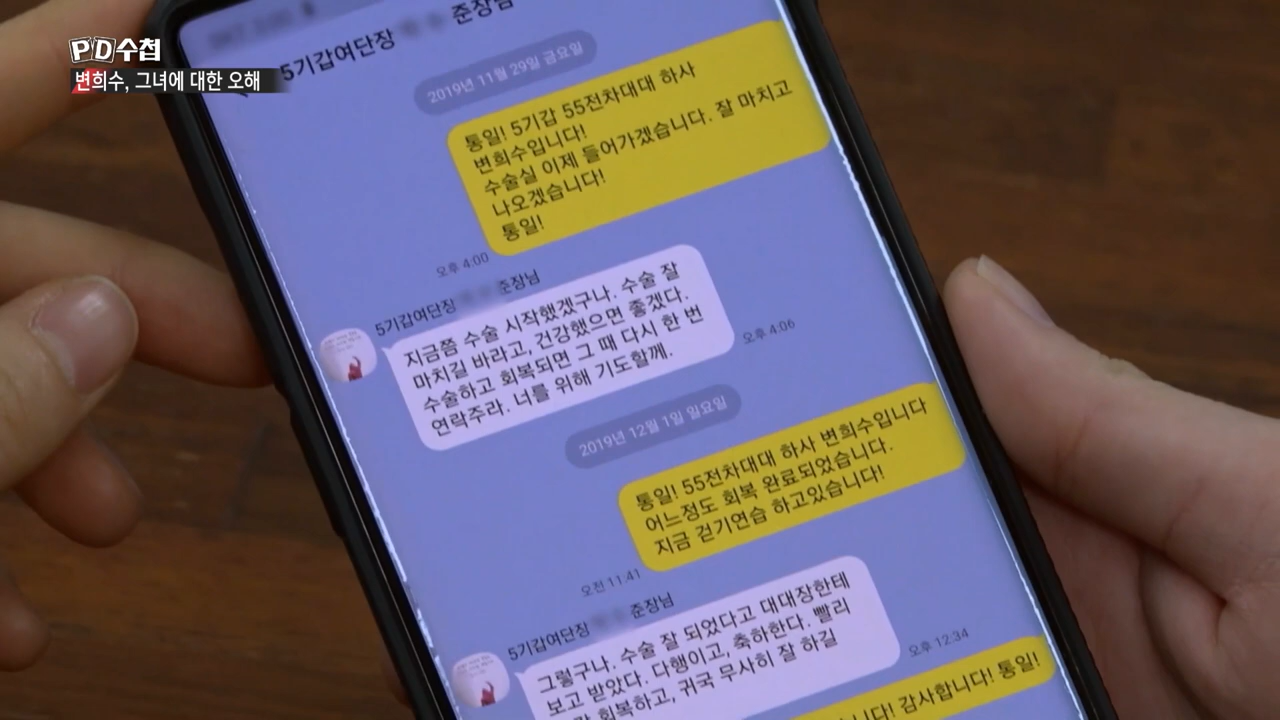 PD수첩
변희수, 그녀에 대한 오해
5기갑여단장 준장님
2019년 11월 29일 금요일
통일! 5기갑 55전차대대 하사
변희수입니다!
수술실 이제 들어가겠습니다. 잘 마치고
나오겠습니다!
통일!
오후 4:00
5기갑여단장 준장님
지금쯤 수술 시작했겠구나. 수술 잘
마치길 바라고, 건강했으면 좋겠다.
수술하고 회복되면 그 때 다시 한 번
연락주라. 너를 위해 기도할께.
오후 4:06
2019년 12월 1일 일요일
통일! 55전차대대 하사 변희수입니다
어느정도 회복 완료되었습니다.
지금 걷기연습 하고있습니다!
오전 11:41
5기갑여단장 준장님
그렇구나. 수술 잘 되었다고 대대장한테
보고 받았다. 다행이고, 축하한다. 빨리
회복하고, 귀국 무사히 잘 하길
오후 12:34
감사합니다! 통일!